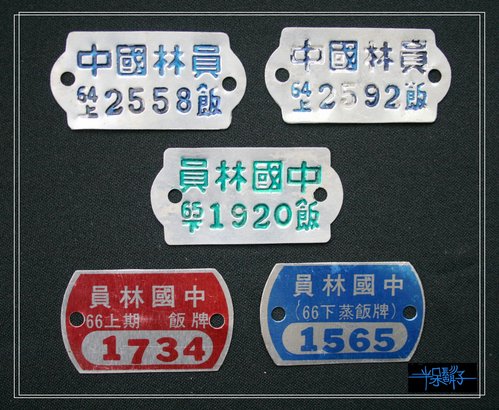 中國林員
64上2558飯
中國林員
64上2592飯
員林國中
65下1920飯
員林國中
66上期 飯牌
1734
員林國中
(66下蒸飯牌)
1565